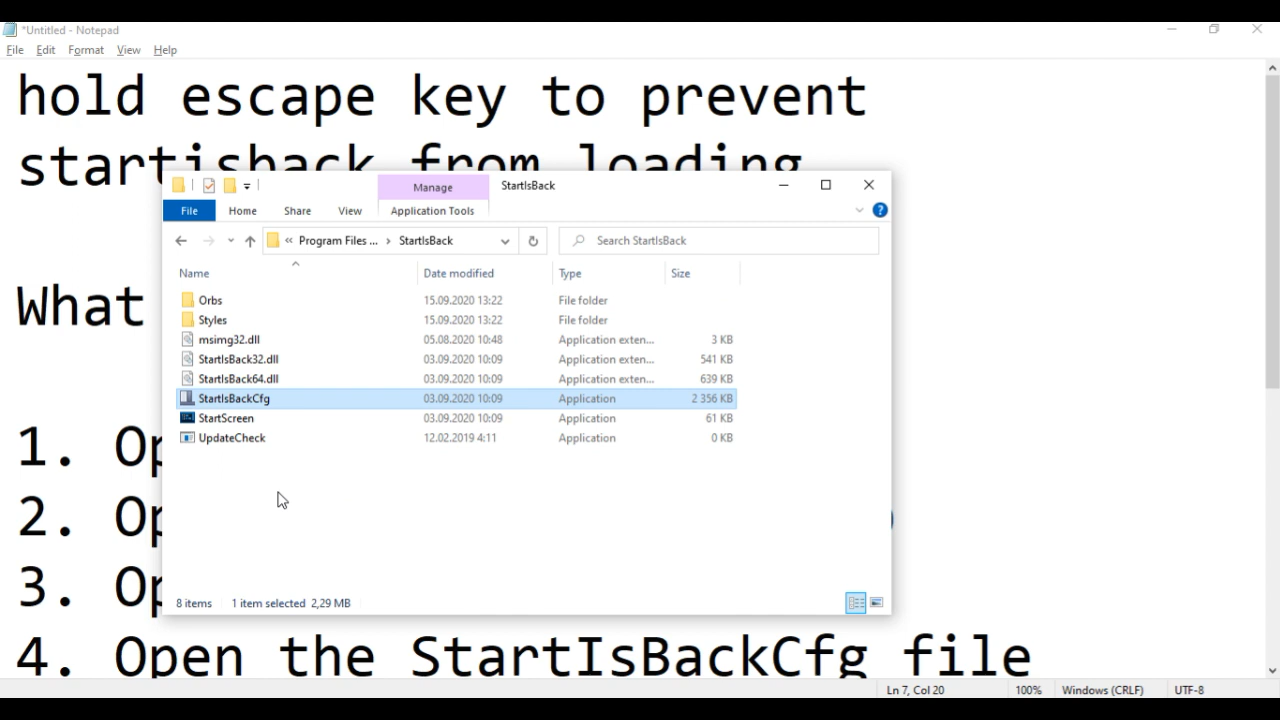 *Untitled - Notepad
File Edit Format View Help
hold escape key to prevent
startisback from loading
Manage StartIsBack
File Home Share View Application Tools
« Program Files ... › StartIsBack Search StartIsBack
Name Date modified Type Size
Orbs 15.09.2020 13:22 File folder
Styles 15.09.2020 13:22 File folder
msimg32.dll 05.08.2020 10:48 Application exten... 3 KB
StartIsBack32.dll 03.09.2020 10:09 Application exten... 541 KB
StartIsBack64.dll 03.09.2020 10:09 Application exten... 639 KB
StartIsBackCfg 03.09.2020 10:09 Application 2 356 KB
StartScreen 03.09.2020 10:09 Application 61 KB
UpdateCheck 12.02.2019 4:11 Application 0 KB
8 items 1 item selected 2,29 MB
What
1. Op
2. Op
3. Op
4. Open the StartIsBackCfg file
Ln 7, Col 20 100% Windows (CRLF) UTF-8